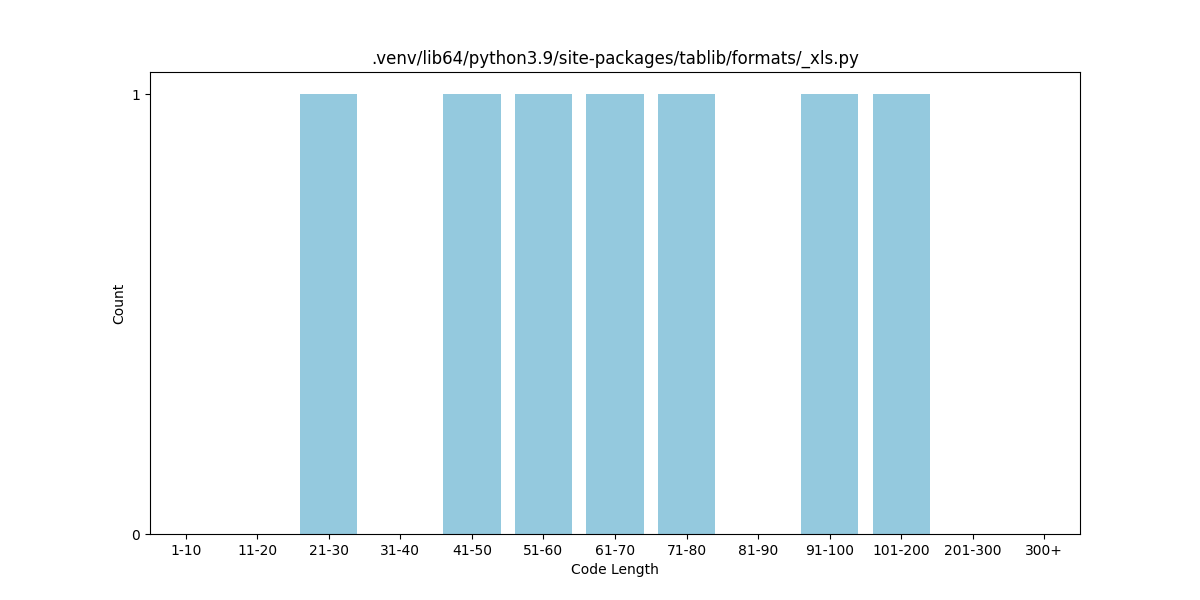 .venv/lib64/python3.9/site-packages/tablib/formats/_xls.py
1
Count
0
1-10 11-20 21-30 31-40 41-50 51-60 61-70 71-80 81-90 91-100 101-200 201-300 300+
Code Length